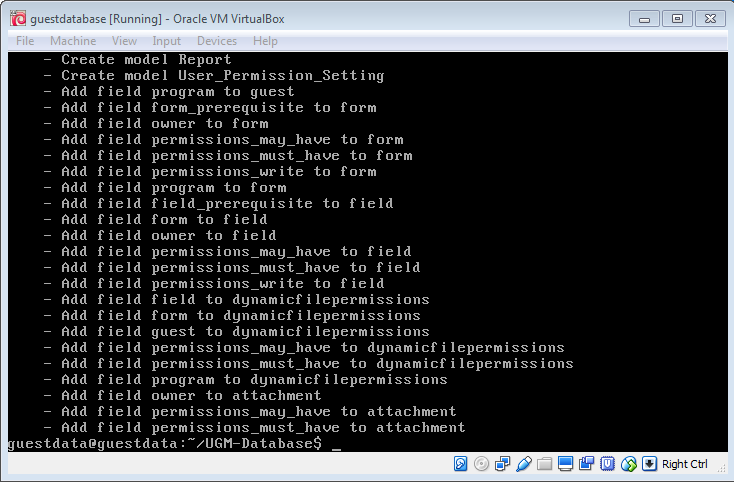 guestdatabase [Running] - Oracle VM VirtualBox
File Machine View Input Devices Help
- Create model Report
- Create model User_Permission_Setting
- Add field program to guest
- Add field form_prerequisite to form
- Add field owner to form
- Add field permissions_may_have to form
- Add field permissions_must_have to form
- Add field permissions_write to form
- Add field program to form
- Add field field_prerequisite to field
- Add field form to field
- Add field owner to field
- Add field permissions_may_have to field
- Add field permissions_must_have to field
- Add field permissions_write to field
- Add field field to dynamicfilepermissions
- Add field form to dynamicfilepermissions
- Add field guest to dynamicfilepermissions
- Add field permissions_may_have to dynamicfilepermissions
- Add field permissions_must_have to dynamicfilepermissions
- Add field program to dynamicfilepermissions
- Add field owner to attachment
- Add field permissions_may_have to attachment
- Add field permissions_must_have to attachment
guestdata@guestdata:~/UGM-Database$ _
Right Ctrl